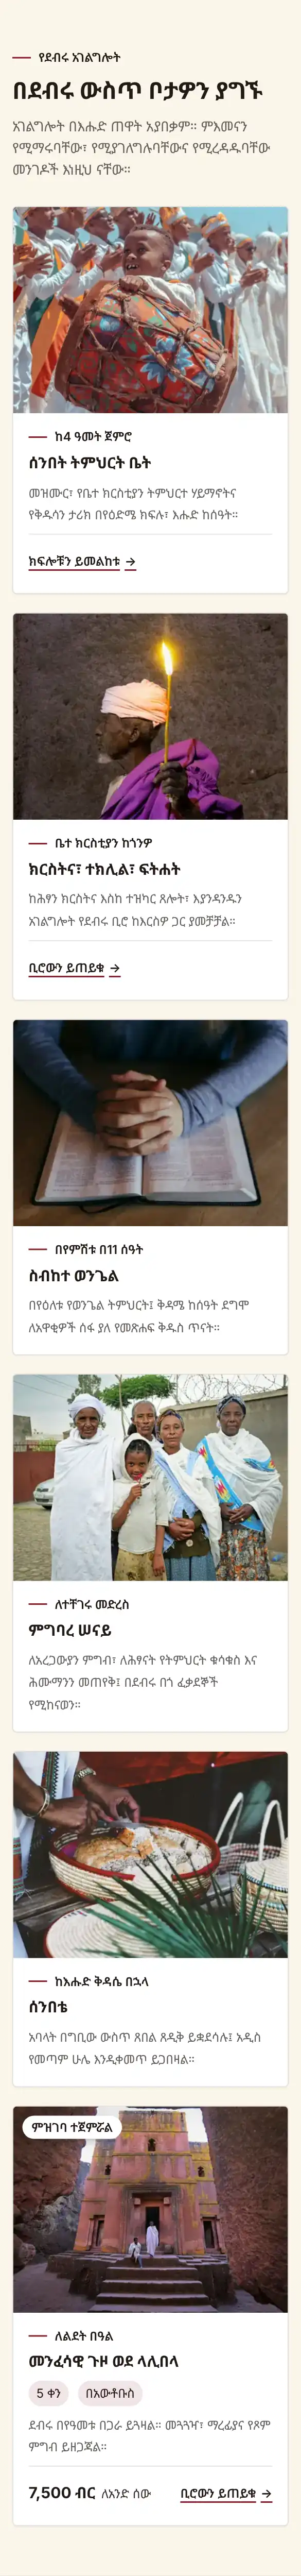 የደብሩ አገልግሎት
በደብሩ ውስጥ ቦታዎን ያግኙ
አገልግሎት በእሑድ ጠዋት አያበቃም። ምእመናን
የሚማሩባቸው፣ የሚያገለግሉባቸውና የሚረዳዱባቸው
መንገዶች እነዚህ ናቸው።
ከ4 ዓመት ጀምሮ
ሰንበት ትምህርት ቤት
መዝሙር፣ የቤተ ክርስቲያን ትምህርተ ሃይማኖትና
የቅዱሳን ታሪክ በየዕድሜ ክፍሉ፣ እሑድ ከሰዓት።
ክፍሎቹን ይመልከቱ →
ቤተ ክርስቲያን ከጎንዎ
ክርስትና፣ ተክሊል፣ ፍትሐት
ከሕፃን ክርስትና እስከ ተዝካር ጸሎት፣ እያንዳንዱን
አገልግሎት የደብሩ ቢሮ ከእርስዎ ጋር ያመቻቻል።
ቢሮውን ይጠይቁ →
በየምሽቱ በ11 ሰዓት
ስብከተ ወንጌል
በየዕለቱ የወንጌል ትምህርት፤ ቅዳሜ ከሰዓት ደግሞ
ለአዋቂዎች ሰፋ ያለ የመጽሐፍ ቅዱስ ጥናት።
ለተቸገሩ መድረስ
ምግባረ ሠናይ
ለአረጋውያን ምግብ፣ ለሕፃናት የትምህርት ቁሳቁስ እና
ሕሙማንን መጠየቅ፤ በደብሩ በጎ ፈቃደኞች
የሚከናወን።
ከእሑድ ቅዳሴ በኋላ
ሰንበቴ
አባላት በግቢው ውስጥ ጸበል ጸዲቅ ይቋደሳሉ፤ አዲስ
የመጣም ሁሉ እንዲቀመጥ ይጋበዛል።
ምዝገባ ተጀምሯል
ለልደት በዓል
መንፈሳዊ ጉዞ ወደ ላሊበላ
5 ቀን በአውቶቡስ
ደብሩ በየዓመቱ በጋራ ይጓዛል። መጓጓዣ፣ ማረፊያና የጾም
ምግብ ይዘጋጃል።
7,500 ብር ለአንድ ሰው ቢሮውን ይጠይቁ →